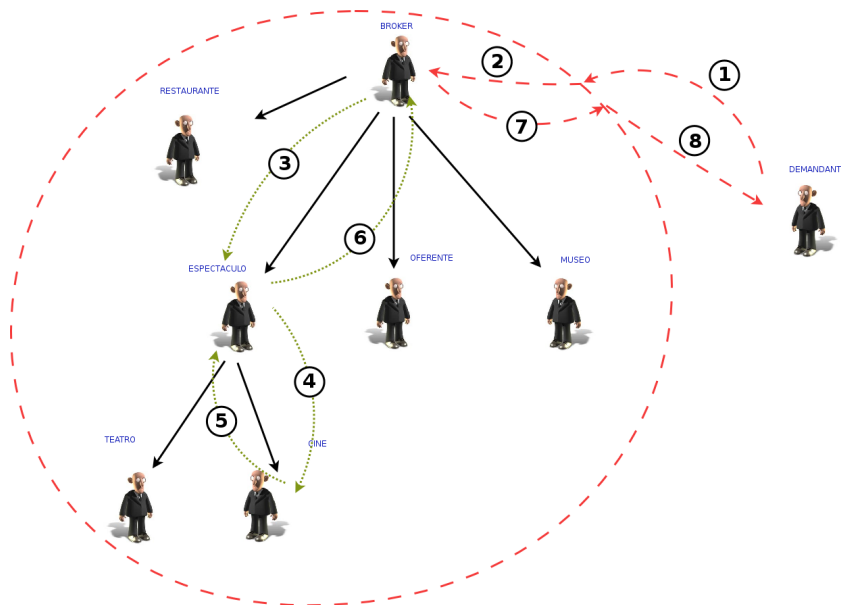 BROKER
2
1
RESTAURANTE
7
8
3
DEMANDANT
6
OFERENTE
MUSEO
ESPECTACULO
4
5
TEATRO
CINE